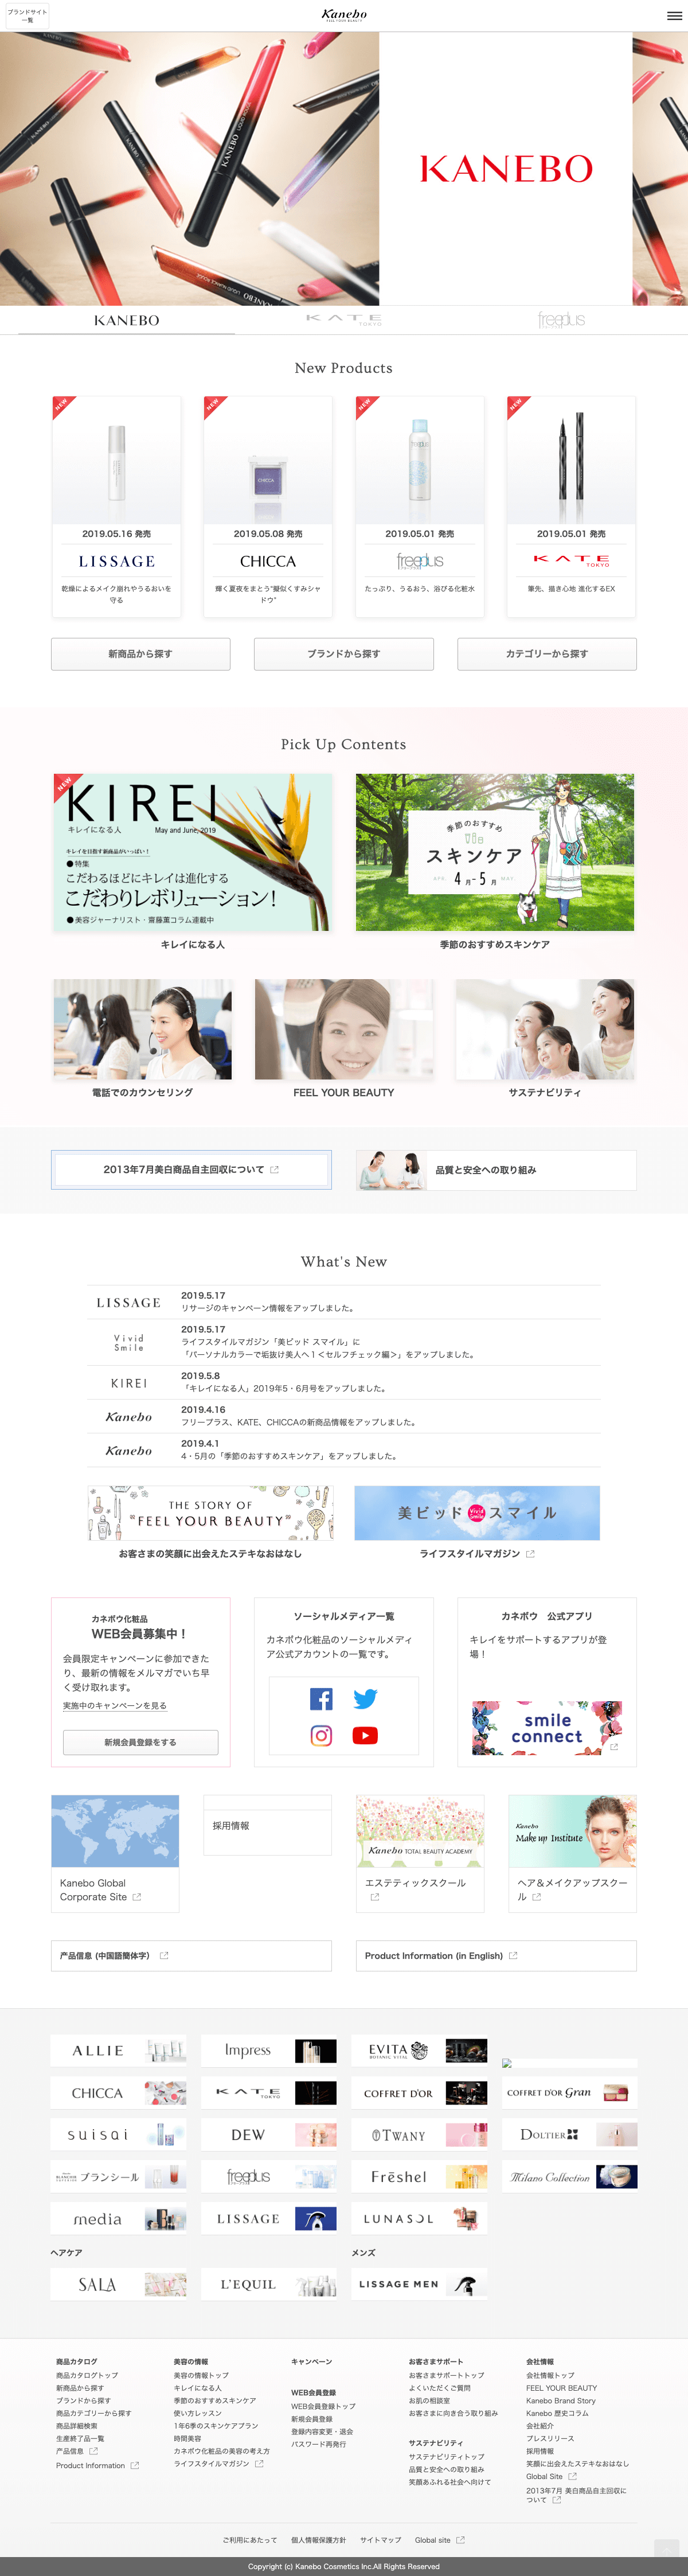 ブランドサイト
一覧
Kanebo
FEEL YOUR BEAUTY
KANEBO
KANEBO
KATE
TOKYO
freeplus
New Products
NEW
NEW
NEW
NEW
2019.05.16 発売
2019.05.08 発売
2019.05.01 発売
2019.05.01 発売
LISSAGE
CHICCA
freeplus
KATE
TOKYO
乾燥によるメイク崩れやうるおいを
守る
輝く夏夜をまとう"擬似くすみシャ
ドウ"
たっぷり、うるおう、浴びる化粧水
筆先、描き心地 進化するEX
新商品から探す
ブランドから探す
カテゴリーから探す
Pick Up Contents
NEW
KIREI
キレイになる人
May and June, 2019
キレイを目指す新商品がいっぱい！
●特集
こだわるほどにキレイは進化する
こだわりレボリューション！
●美容ジャーナリスト・齋藤薫コラム連載中
季節のおすすめ
スキンケア
APR. 4月-5月 MAY
キレイになる人
季節のおすすめスキンケア
電話でのカウンセリング
FEEL YOUR BEAUTY
サステナビリティ
2013年7月美白商品自主回収について
品質と安全への取り組み
What's New
LISSAGE
2019.5.17
リサージのキャンペーン情報をアップしました。
Vivid
Smile
2019.5.17
ライフスタイルマガジン「美ビッド スマイル」に
「パーソナルカラーで垢抜け美人へ１＜セルフチェック編＞」をアップしました。
KIREI
2019.5.8
「キレイになる人」2019年5・6月号をアップしました。
Kanebo
2019.4.16
フリープラス、KATE、CHICCAの新商品情報をアップしました。
Kanebo
2019.4.1
4・5月の「季節のおすすめスキンケア」をアップしました。
THE STORY OF
"FEEL YOUR BEAUTY"
美ビッド Vivid Smile スマイル
お客さまの笑顔に出会えたステキなおはなし
ライフスタイルマガジン
カネボウ化粧品
WEB会員募集中！
会員限定キャンペーンに参加できた
り、最新の情報をメルマガでいち早
く受け取れます。
実施中のキャンペーンを見る
新規会員登録をする
ソーシャルメディア一覧
カネボウ化粧品のソーシャルメディ
ア公式アカウントの一覧です。
カネボウ 公式アプリ
キレイをサポートするアプリが登
場！
smile
connect
Kanebo Global
Corporate Site
採用情報
Kanebo TOTAL BEAUTY ACADEMY
エステティックスクール
Kanebo
Make up Institute
ヘア＆メイクアップスクー
ル
产品信息 (中国語簡体字)
Product Information (in English)
ALLIE
Impress
EVITA
BOTANIC VITAL
CHICCA
KATE
TOKYO
COFFRET D'OR
COFFRET D'OR Gran
suisai
DEW
TWANY
DOLTIER
BLANCHIR
ブランシール
freeplus
Frēshel
Milano Collection
media
LISSAGE
LUNASOL
ヘアケア
メンズ
SALA
L'EQUIL
LISSAGE MEN
商品カタログ
商品カタログトップ
新商品から探す
ブランドから探す
商品カテゴリーから探す
商品詳細検索
生産終了品一覧
产品信息
Product Information
美容の情報
美容の情報トップ
キレイになる人
季節のおすすめスキンケア
使い方レッスン
1年6季のスキンケアプラン
時間美容
カネボウ化粧品の美容の考え方
ライフスタイルマガジン
キャンペーン
WEB会員登録
WEB会員登録トップ
新規会員登録
登録内容変更・退会
パスワード再発行
お客さまサポート
お客さまサポートトップ
よくいただくご質問
お肌の相談室
お客さまに向き合う取り組み
サステナビリティ
サステナビリティトップ
品質と安全への取り組み
笑顔あふれる社会へ向けて
会社情報
会社情報トップ
FEEL YOUR BEAUTY
Kanebo Brand Story
Kanebo 歴史コラム
会社紹介
プレスリリース
採用情報
笑顔に出会えたステキなおはなし
Global Site
2013年7月 美白商品自主回収に
ついて
ご利用にあたって
個人情報保護方針
サイトマップ
Global site
Copyright (c) Kanebo Cosmetics Inc.All Rights Reserved